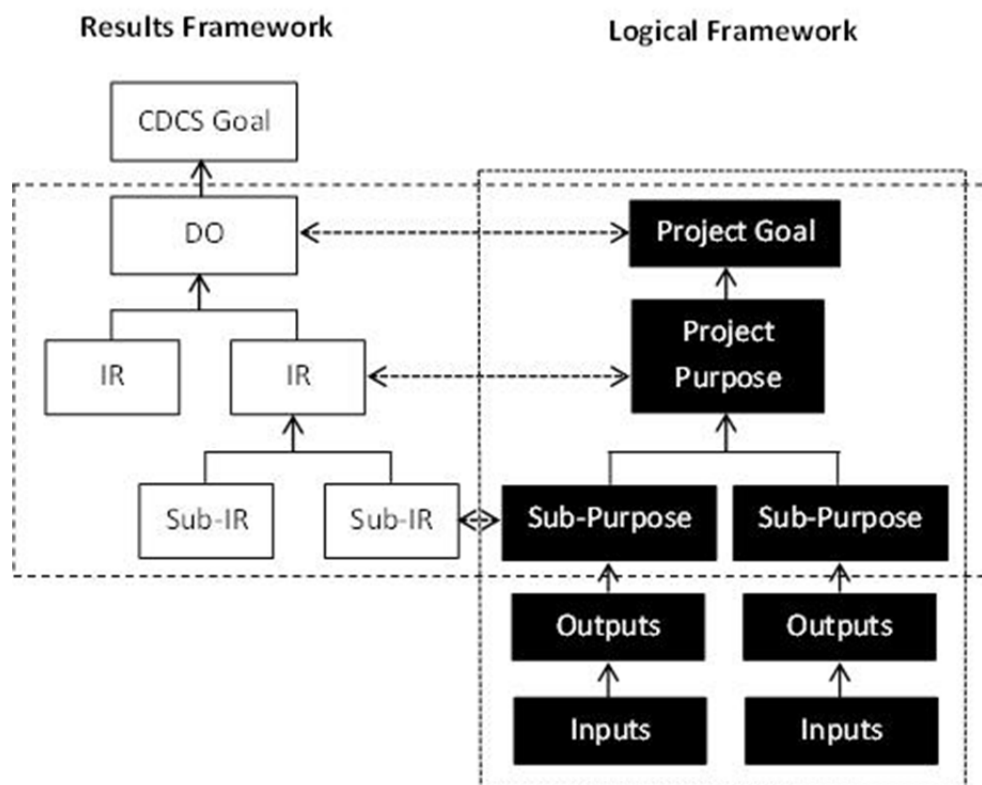 Results Framework
Logical Framework
CDCS Goal
DO
Project Goal
IR
IR
Project
Purpose
Sub-IR
Sub-IR
Sub-Purpose
Sub-Purpose
Outputs
Outputs
Inputs
Inputs